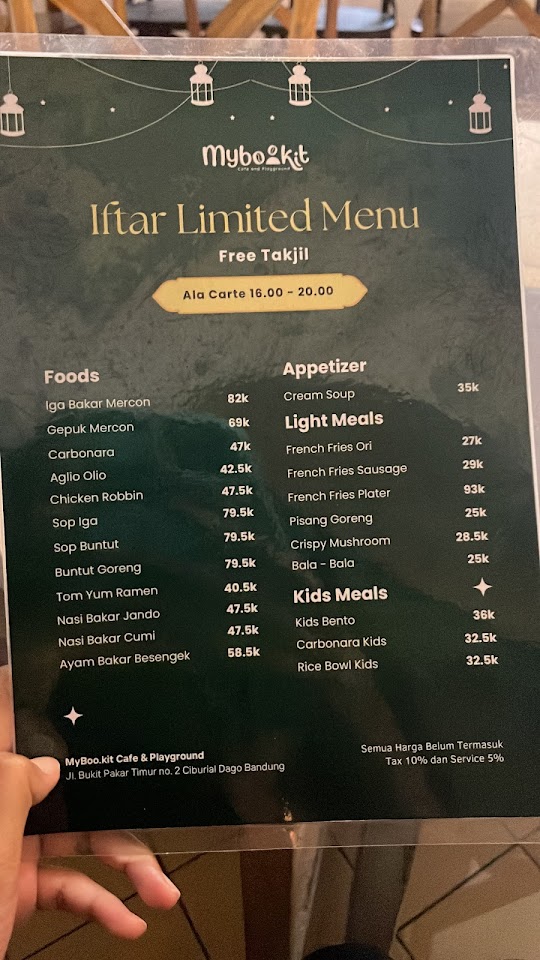 Myboo.kit
Cafe and Playground
Iftar Limited Menu
Free Takjil
Ala Carte 16.00 - 20.00
Foods
Iga Bakar Mercon 82k
Gepuk Mercon 69k
Carbonara 47k
Aglio Olio 42.5k
Chicken Robbin 47.5k
Sop Iga 79.5k
Sop Buntut 79.5k
Buntut Goreng 79.5k
Tom Yum Ramen 40.5k
Nasi Bakar Jando 47.5k
Nasi Bakar Cumi 47.5k
Ayam Bakar Besengek 58.5k
Appetizer
Cream Soup 35k
Light Meals
French Fries Ori 27k
French Fries Sausage 29k
French Fries Plater 93k
Pisang Goreng 25k
Crispy Mushroom 28.5k
Bala - Bala 25k
Kids Meals
Kids Bento 36k
Carbonara Kids 32.5k
Rice Bowl Kids 32.5k
MyBoo.kit Cafe & Playground
Jl. Bukit Pakar Timur no. 2 Ciburial Dago Bandung
Semua Harga Belum Termasuk
Tax 10% dan Service 5%